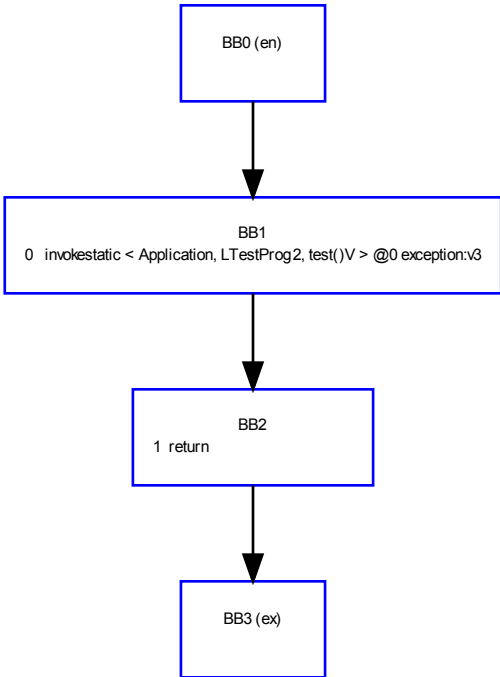 BB0 (en)
BB1
0 invokestatic < Application, LTestProg2, test()V > @0 exception:v3
BB2
1 return
BB3 (ex)